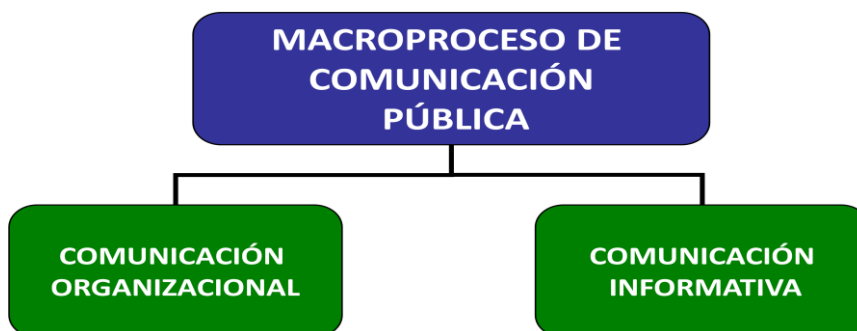 MACROPROCESO DE
COMUNICACIÓN
PÚBLICA
COMUNICACIÓN
ORGANIZACIONAL
COMUNICACIÓN
INFORMATIVA